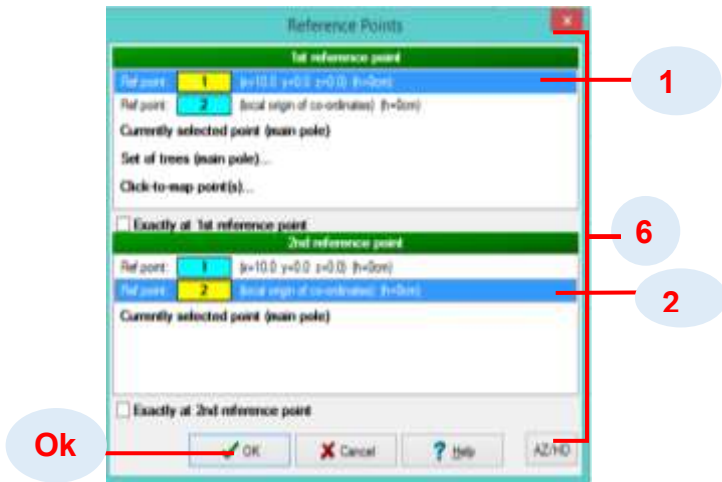 Reference Points
1st reference point
Ref point: 1 (x=10.0 y=0.0 z=0.0) (h=0cm)
1
Ref point: 2 (local origin of co-ordinates) (h=0cm)
Currently selected point (main pole)
Set of trees (main pole)...
Click-to-map point(s)...
Exactly at 1st reference point
6
2nd reference point
Ref point: 1 (x=10.0 y=0.0 z=0.0) (h=0cm)
Ref point: 2 (local origin of co-ordinates) (h=0cm)
2
Currently selected point (main pole)
Exactly at 2nd reference point
Ok
OK Cancel ? Help AZ/HD